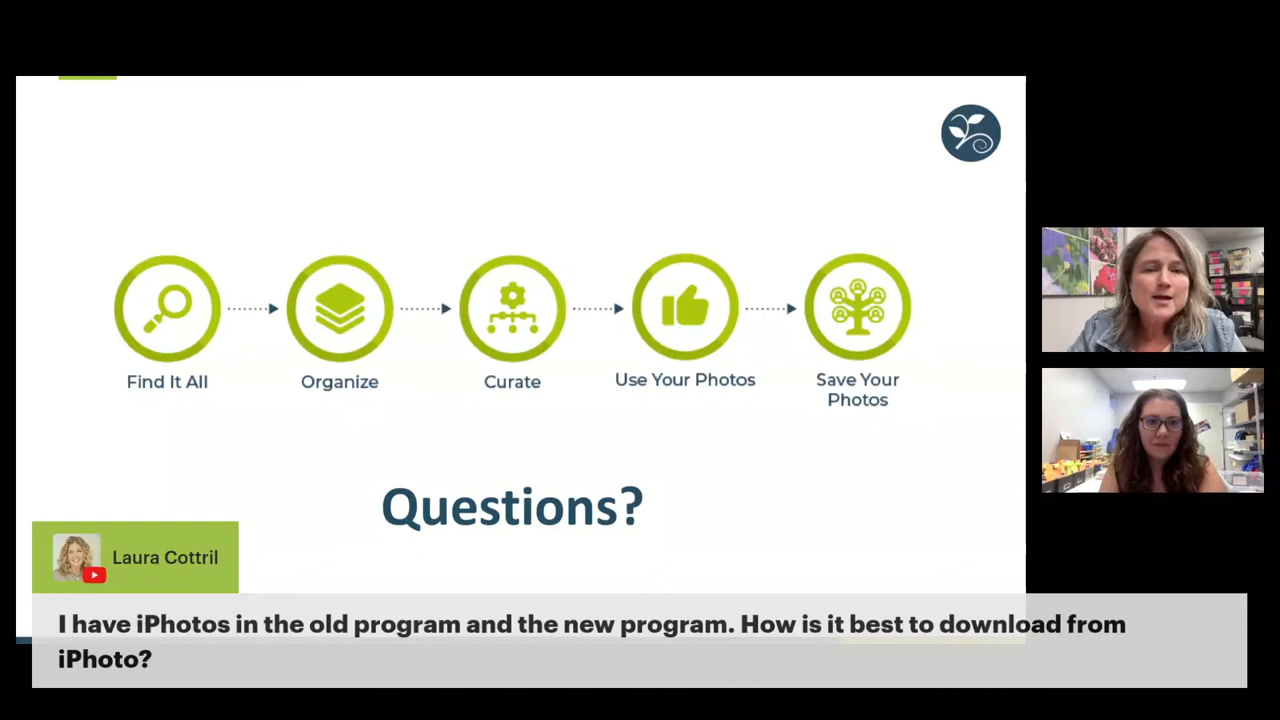 Find It All
Organize
Curate
Use Your Photos
Save Your
Photos
Questions?
Laura Cottril
I have iPhotos in the old program and the new program. How is it best to download from
iPhoto?